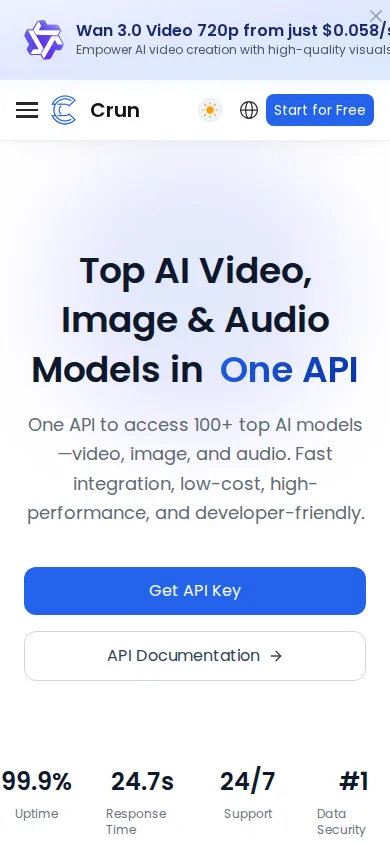 Wan 3.0 Video 720p from just $0.058/s
Empower AI video creation with high-quality visuals
Crun
Start for Free
Top AI Video,
Image & Audio
Models in One API
One API to access 100+ top AI models
—video, image, and audio. Fast
integration, low-cost, high-
performance, and developer-friendly.
Get API Key
API Documentation →
99.9% 24.7s 24/7 #1
Uptime Response Support Data
Time Security